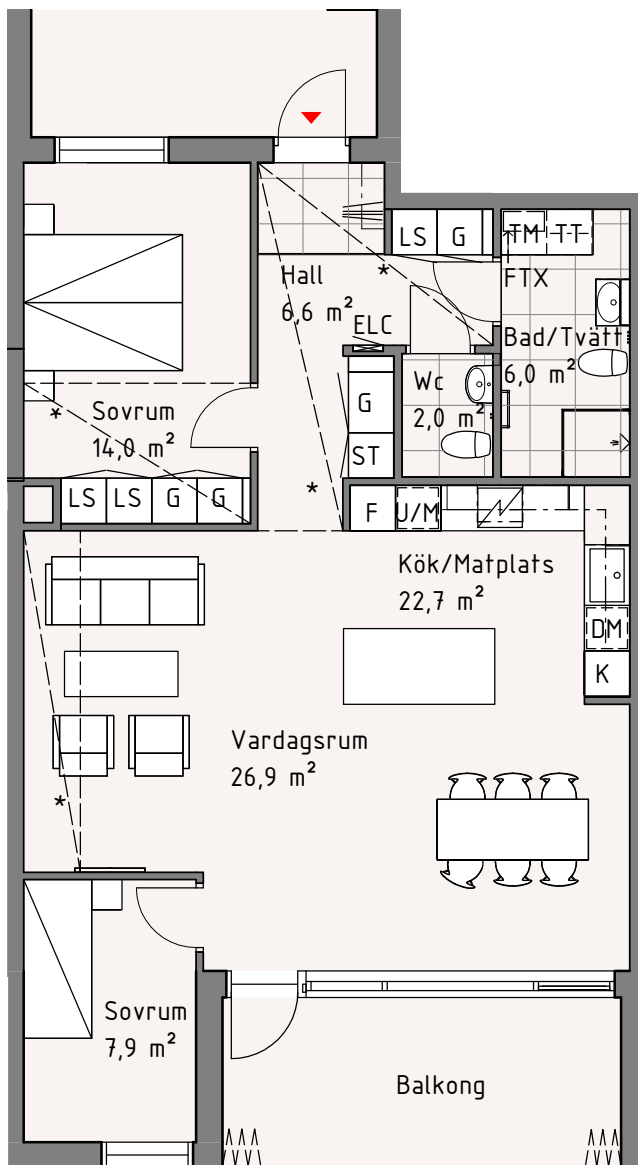 LS G
TM TT
Hall
6,6 m²
*
FTX
ELC
Bad/Tvätt
6,0 m²
Wc
2,0 m²
G
*
Sovrum
14,0 m²
ST
*
LS LS G G
F U/M
Kök/Matplats
22,7 m²
DM
K
Vardagsrum
26,9 m²
*
Sovrum
7,9 m²
Balkong